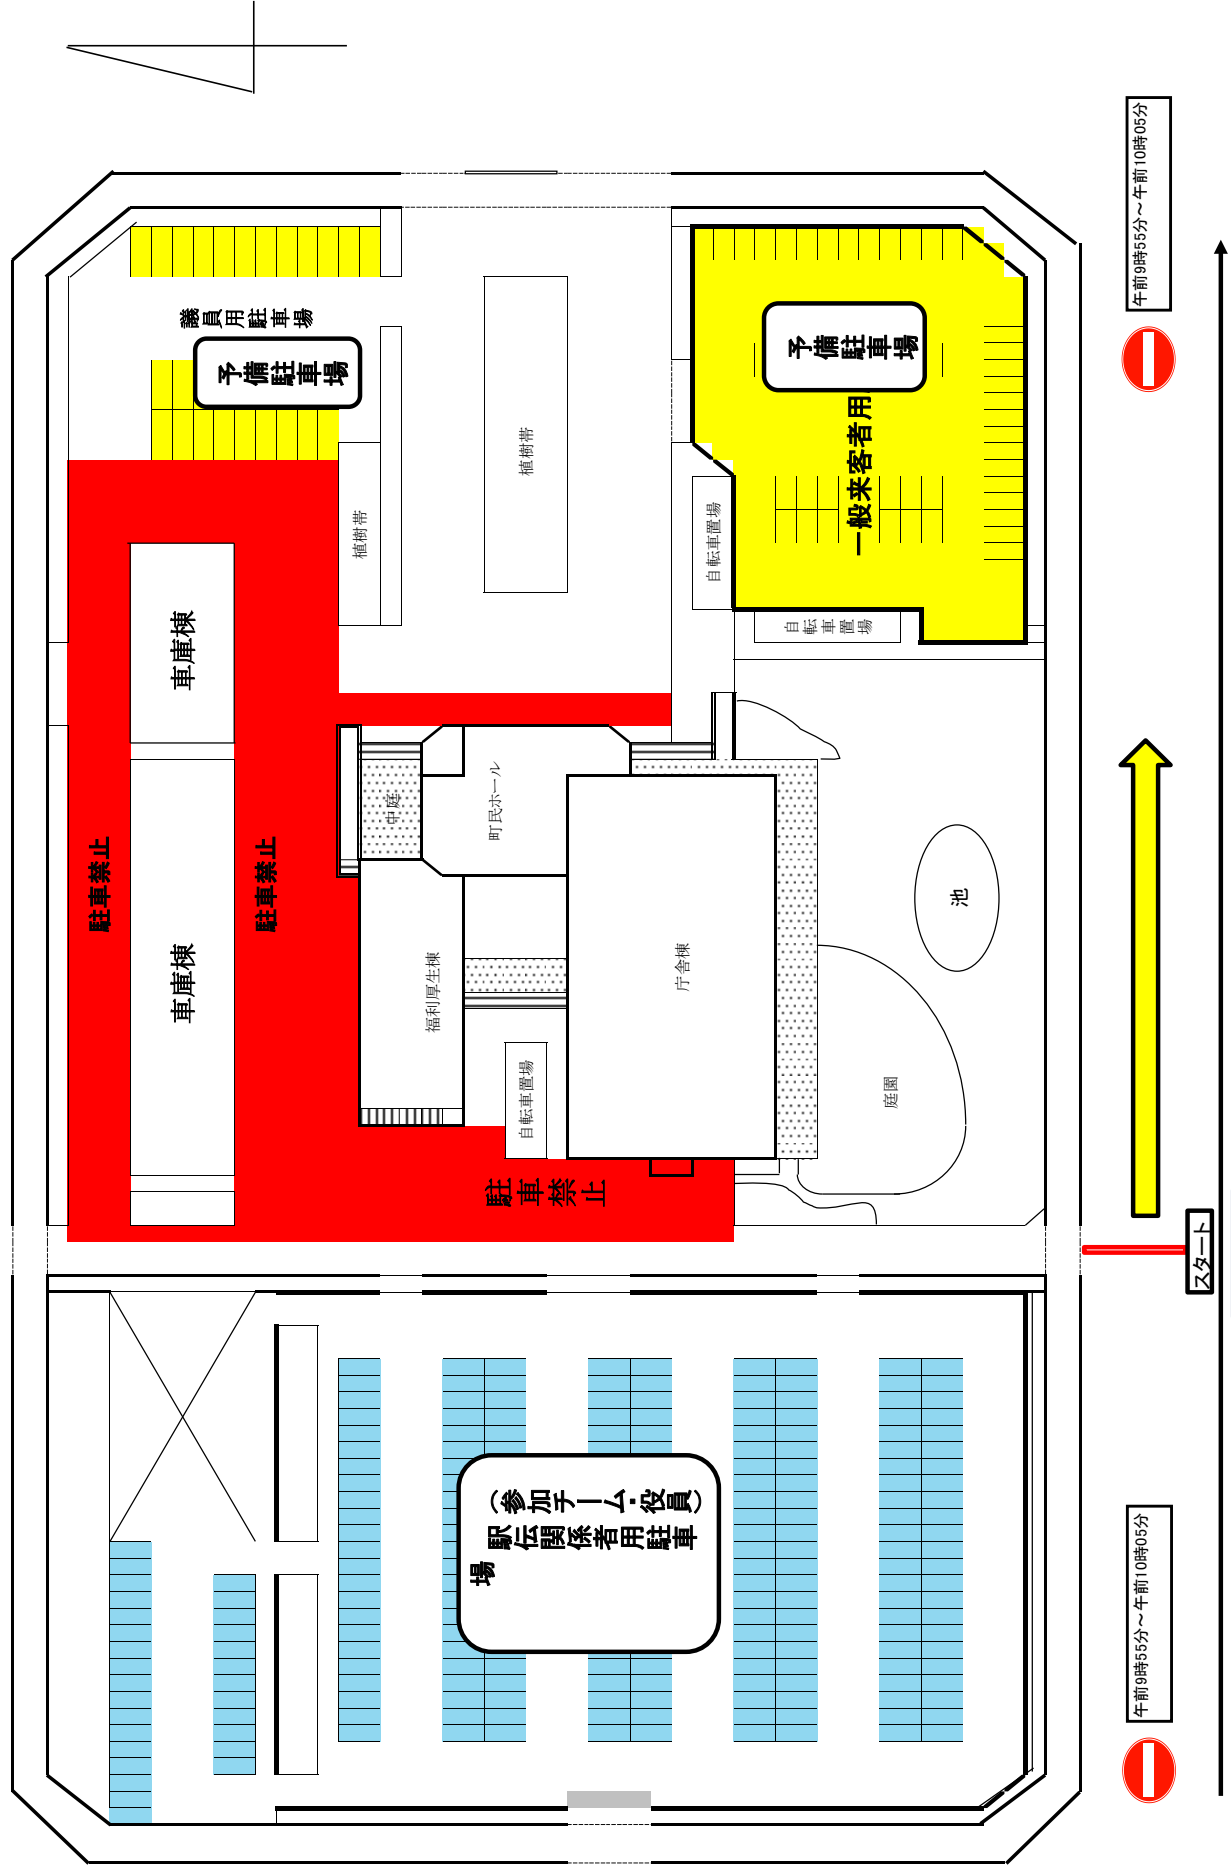 午前9時55分～午前10時05分
議員用駐車場
予備駐車場
予備駐車場
一般来客者用
植樹帯
植樹帯
自転車置場
自転車置場
車庫棟
駐車禁止
駐車禁止
車庫棟
中庭
町民ホール
福利厚生棟
庁舎棟
自転車置場
池
庭園
駐車禁止
スタート
（参加チーム・役員）
駅伝関係者用駐車
場
午前9時55分～午前10時05分